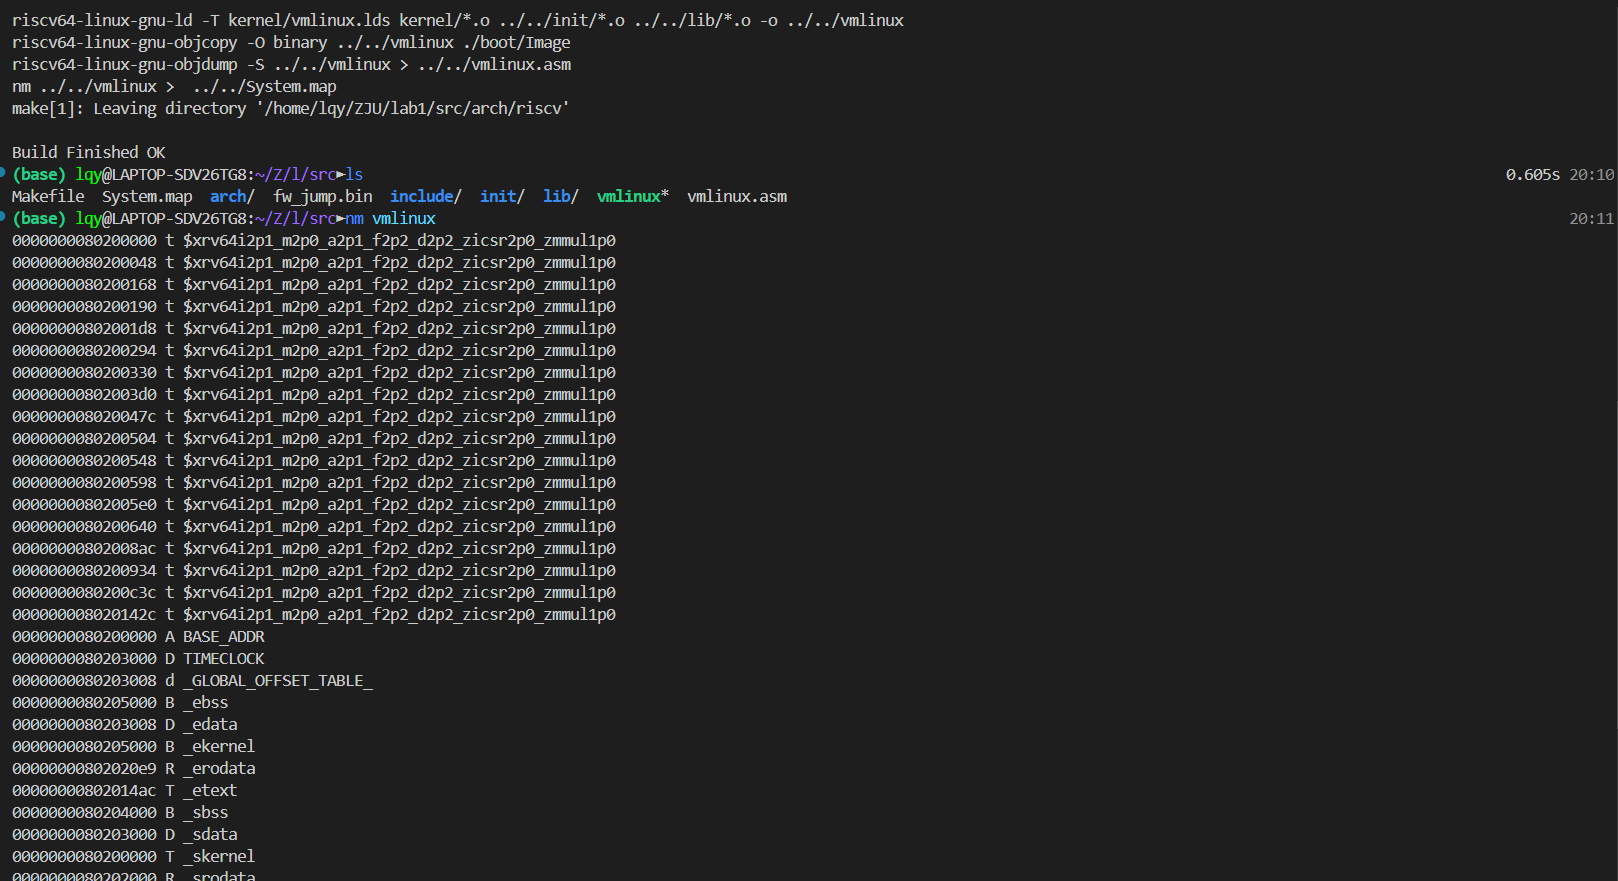 riscv64-linux-gnu-ld -T kernel/vmlinux.lds kernel/*.o ../../init/*.o ../../lib/*.o -o ../../vmlinux
riscv64-linux-gnu-objcopy -O binary ../../vmlinux ./boot/Image
riscv64-linux-gnu-objdump -S ../../vmlinux > ../../vmlinux.asm
nm ../../vmlinux >  ../../System.map
make[1]: Leaving directory '/home/lqy/ZJU/lab1/src/arch/riscv'
Build Finished OK
(base) lqy@LAPTOP-SDV26TG8:~/Z/l/src►ls 0.605s 20:10
Makefile  System.map  arch/  fw_jump.bin  include/  init/  lib/  vmlinux*  vmlinux.asm
(base) lqy@LAPTOP-SDV26TG8:~/Z/l/src►nm vmlinux 20:11
0000000080200000 t $xrv64i2p1_m2p0_a2p1_f2p2_d2p2_zicsr2p0_zmmul1p0
0000000080200048 t $xrv64i2p1_m2p0_a2p1_f2p2_d2p2_zicsr2p0_zmmul1p0
0000000080200168 t $xrv64i2p1_m2p0_a2p1_f2p2_d2p2_zicsr2p0_zmmul1p0
0000000080200190 t $xrv64i2p1_m2p0_a2p1_f2p2_d2p2_zicsr2p0_zmmul1p0
00000000802001d8 t $xrv64i2p1_m2p0_a2p1_f2p2_d2p2_zicsr2p0_zmmul1p0
0000000080200294 t $xrv64i2p1_m2p0_a2p1_f2p2_d2p2_zicsr2p0_zmmul1p0
0000000080200330 t $xrv64i2p1_m2p0_a2p1_f2p2_d2p2_zicsr2p0_zmmul1p0
00000000802003d0 t $xrv64i2p1_m2p0_a2p1_f2p2_d2p2_zicsr2p0_zmmul1p0
000000008020047c t $xrv64i2p1_m2p0_a2p1_f2p2_d2p2_zicsr2p0_zmmul1p0
0000000080200504 t $xrv64i2p1_m2p0_a2p1_f2p2_d2p2_zicsr2p0_zmmul1p0
0000000080200548 t $xrv64i2p1_m2p0_a2p1_f2p2_d2p2_zicsr2p0_zmmul1p0
0000000080200598 t $xrv64i2p1_m2p0_a2p1_f2p2_d2p2_zicsr2p0_zmmul1p0
00000000802005e0 t $xrv64i2p1_m2p0_a2p1_f2p2_d2p2_zicsr2p0_zmmul1p0
0000000080200640 t $xrv64i2p1_m2p0_a2p1_f2p2_d2p2_zicsr2p0_zmmul1p0
00000000802008ac t $xrv64i2p1_m2p0_a2p1_f2p2_d2p2_zicsr2p0_zmmul1p0
0000000080200934 t $xrv64i2p1_m2p0_a2p1_f2p2_d2p2_zicsr2p0_zmmul1p0
0000000080200c3c t $xrv64i2p1_m2p0_a2p1_f2p2_d2p2_zicsr2p0_zmmul1p0
000000008020142c t $xrv64i2p1_m2p0_a2p1_f2p2_d2p2_zicsr2p0_zmmul1p0
0000000080200000 A BASE_ADDR
0000000080203000 D TIMECLOCK
0000000080203008 d _GLOBAL_OFFSET_TABLE_
0000000080205000 B _ebss
0000000080203008 D _edata
0000000080205000 B _ekernel
00000000802020e9 R _erodata
00000000802014ac T _etext
0000000080204000 B _sbss
0000000080203000 D _sdata
0000000080200000 T _skernel
0000000080202000 R _srodata